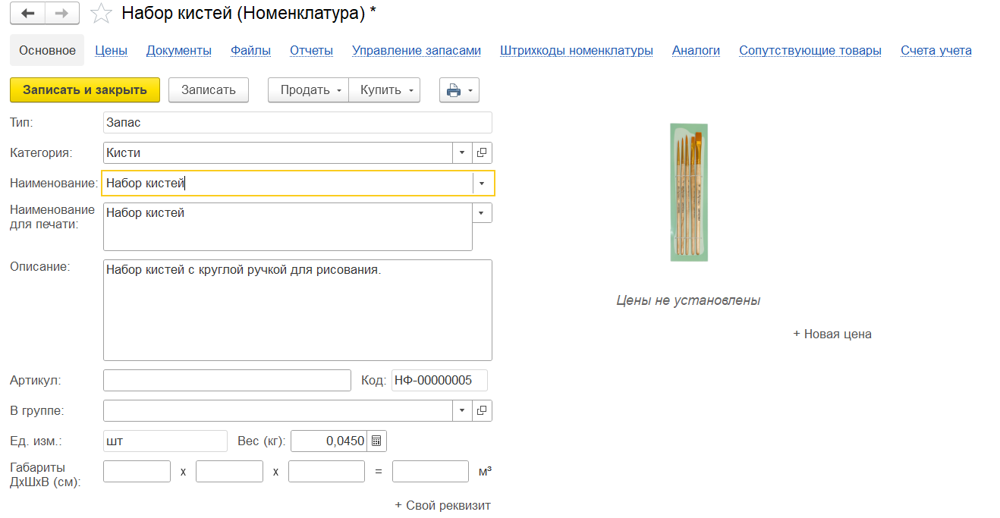 Набор кистей (Номенклатура) *
Основное Цены Документы Файлы Отчеты Управление запасами Штрихкоды номенклатуры Аналоги Сопутствующие товары Счета учета
Записать и закрыть Записать Продать Купить
Тип: Запас
Категория: Кисти
Наименование: Набор кистей
Наименование для печати: Набор кистей
Описание: Набор кистей с круглой ручкой для рисования.
Цены не установлены
+ Новая цена
Артикул: Код: НФ-00000005
В группе:
Ед. изм.: шт Вес (кг): 0,0450
Габариты ДхШхВ (см): х х = м³
+ Свой реквизит